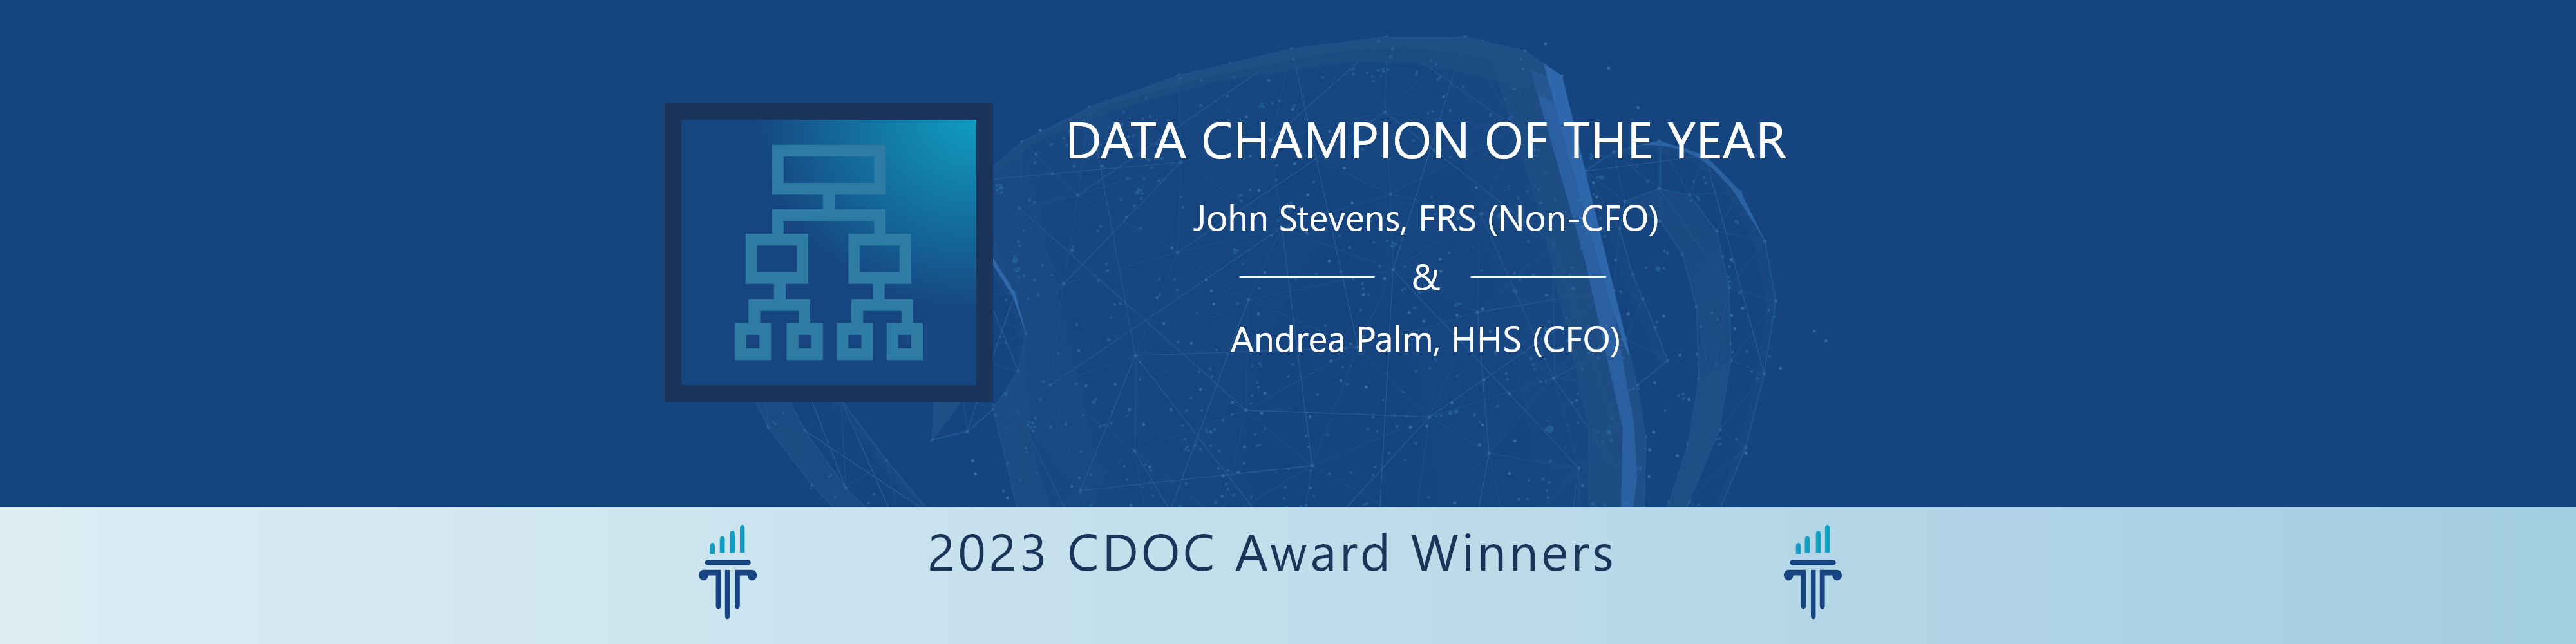 DATA CHAMPION OF THE YEAR
John Stevens, FRS (Non-CFO)
&
Andrea Palm, HHS (CFO)
2023 CDOC Award Winners